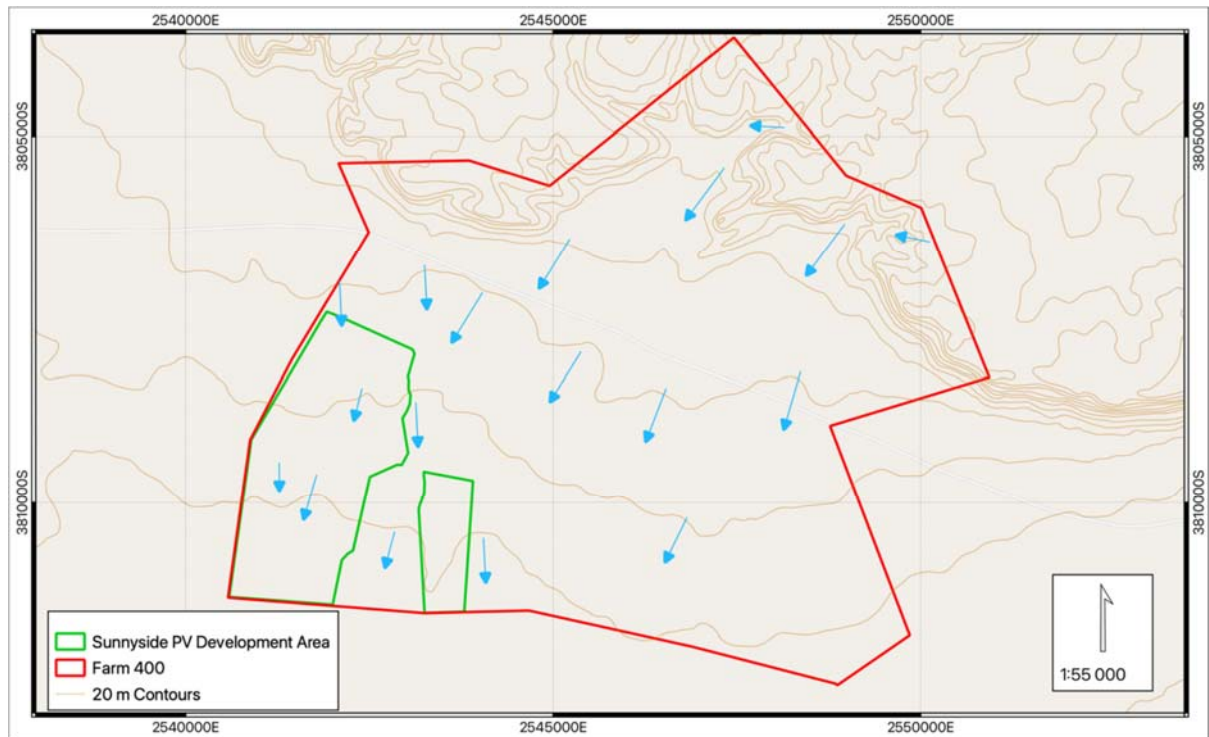 2540000E 2545000E 2550000E
3805000S 3805000S
3810000S 3810000S
Sunnyside PV Development Area
Farm 400
20 m Contours
1:55 000
2540000E 2545000E 2550000E